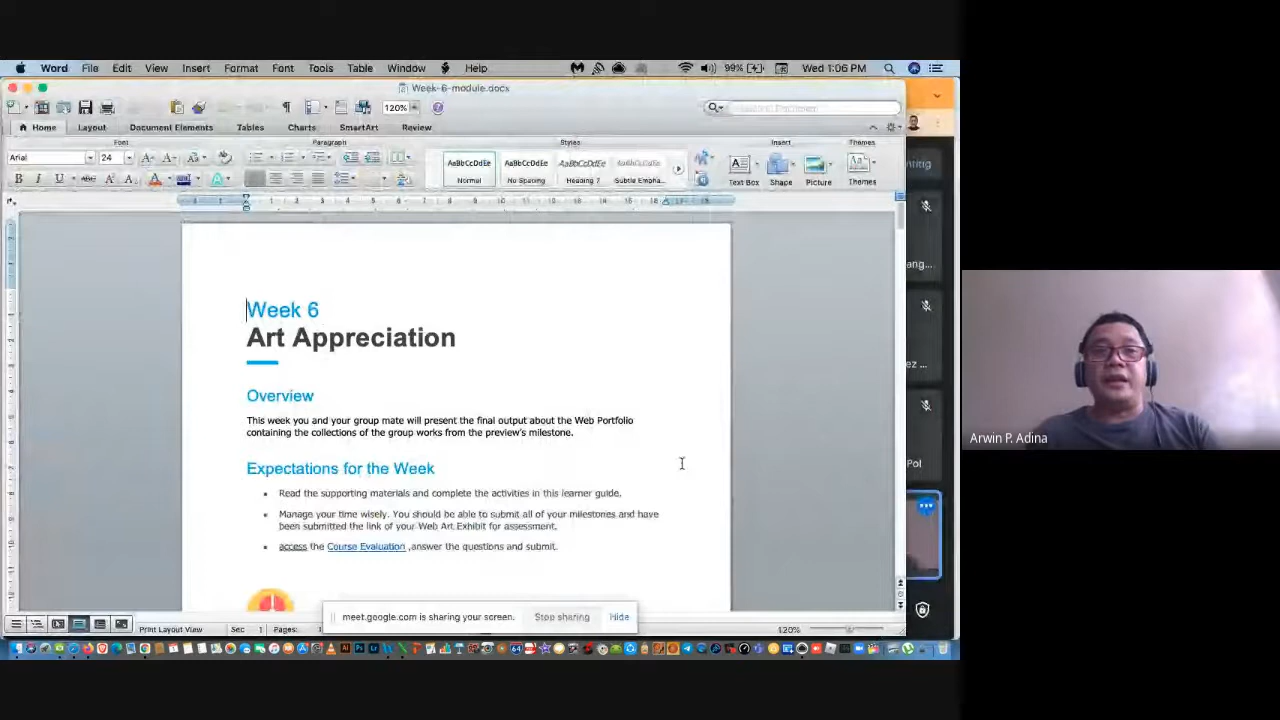 Word File Edit View Insert Format Font Tools Table Window Help 99% Wed 1:06 PM
Week-6-module.docx
120%
Home Layout Document Elements Tables Charts SmartArt Review
Font Paragraph Styles Insert Themes
Arial 24
AaBbCcDdEe AaBbCcDdEe AaBbCcDdEe AaBbCcDdEe
Normal No Spacing Heading 7 Subtle Empha... Text Box Shape Picture Themes
ang...
Week 6
Art Appreciation
Overview
This week you and your group mate will present the final output about the Web Portfolio
containing the collections of the group works from the preview's milestone.
ez ...
Arwin P. Adina
Pol
Expectations for the Week
Read the supporting materials and complete the activities in this learner guide.
Manage your time wisely. You should be able to submit all of your milestones and have
been submitted the link of your Web Art Exhibit for assessment.
access the Course Evaluation ,answer the questions and submit.
meet.google.com is sharing your screen. Stop sharing Hide
Print Layout View Sec 1 Pages: 120%